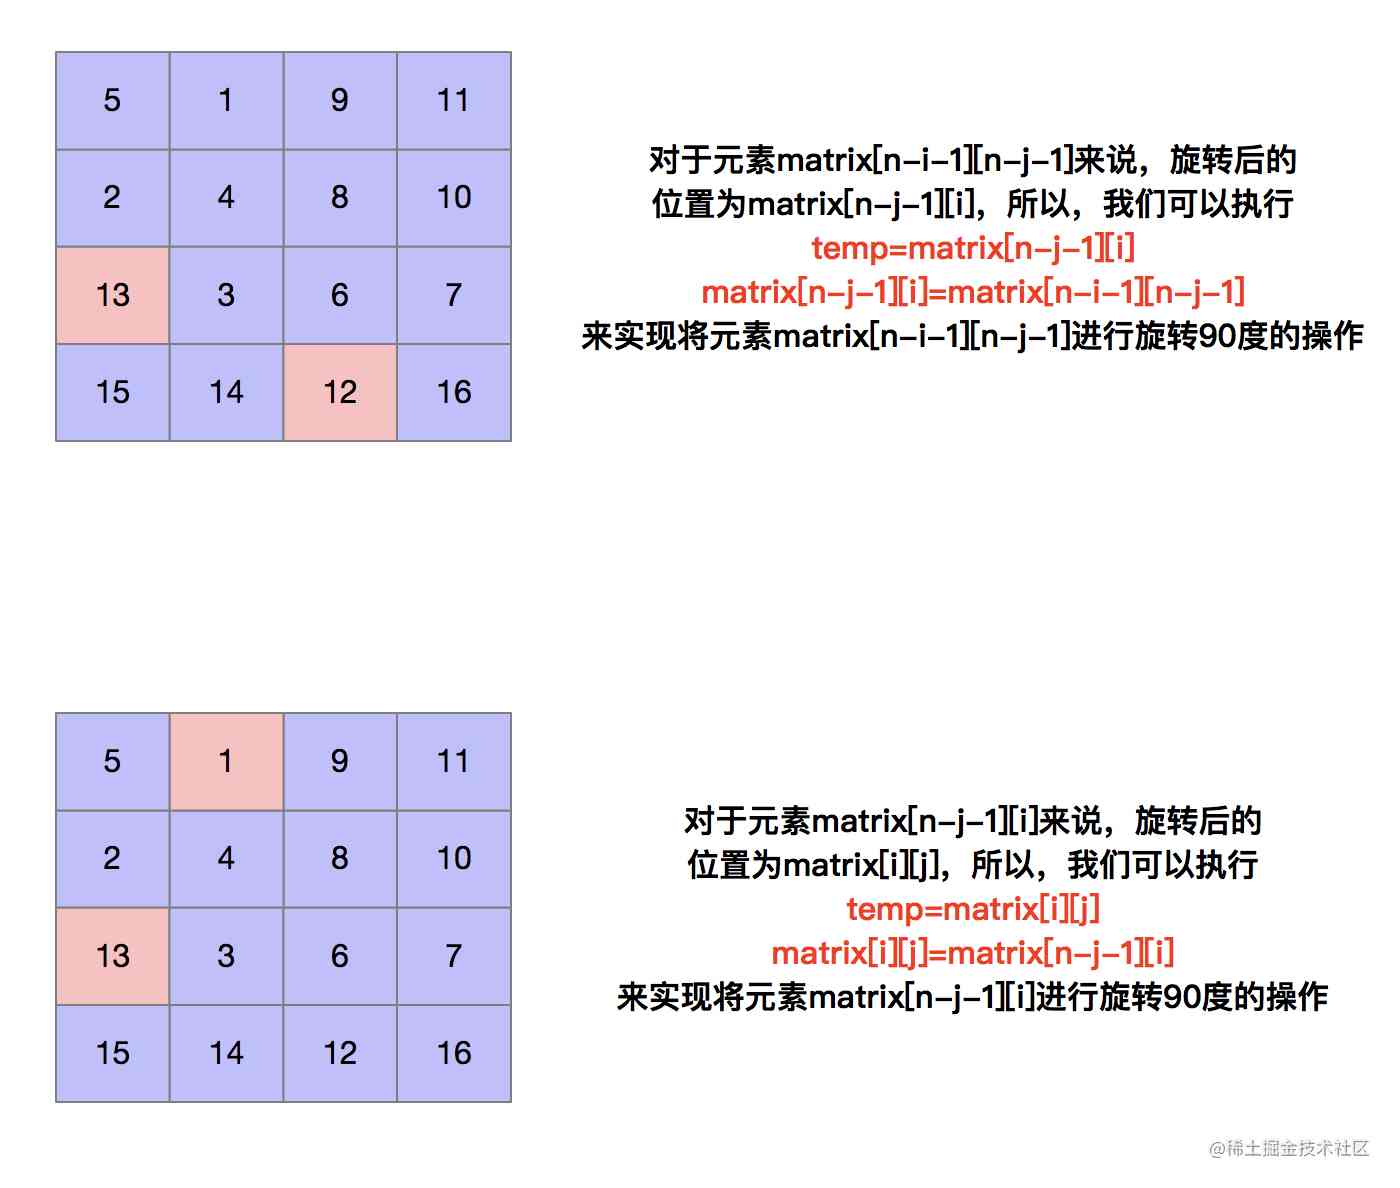 5 1 9 11
2 4 8 10
13 3 6 7
15 14 12 16
对于元素matrix[n-i-1][n-j-1]来说，旋转后的
位置为matrix[n-j-1][i]，所以，我们可以执行
temp=matrix[n-j-1][i]
matrix[n-j-1][i]=matrix[n-i-1][n-j-1]
来实现将元素matrix[n-i-1][n-j-1]进行旋转90度的操作
5 1 9 11
2 4 8 10
13 3 6 7
15 14 12 16
对于元素matrix[n-j-1][i]来说，旋转后的
位置为matrix[i][j]，所以，我们可以执行
temp=matrix[i][j]
matrix[i][j]=matrix[n-j-1][i]
来实现将元素matrix[n-j-1][i]进行旋转90度的操作
@稀土掘金技术社区